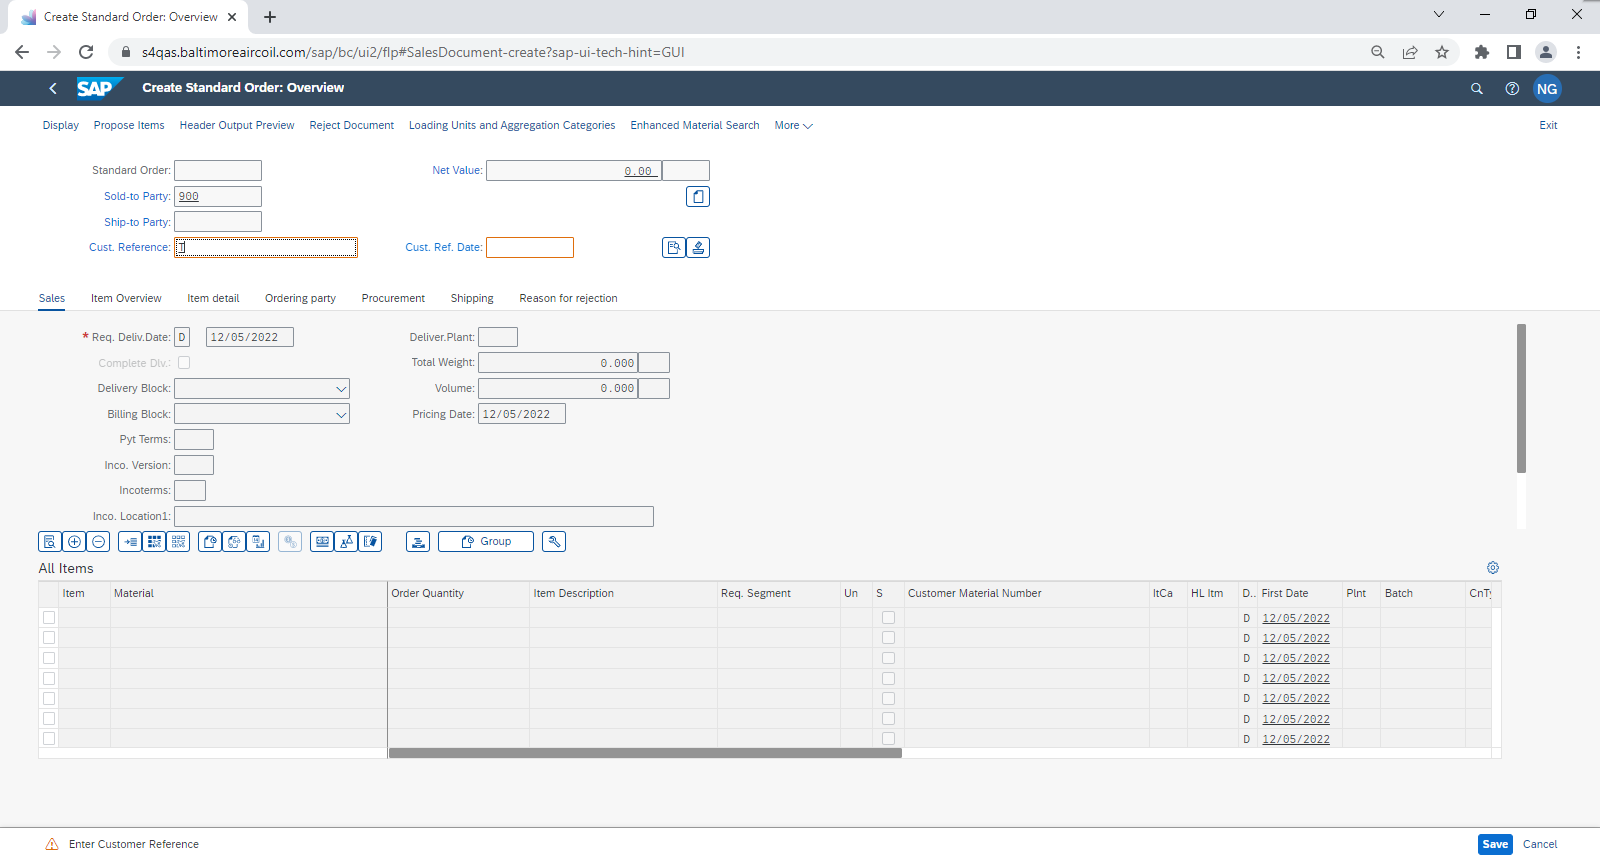 Create Standard Order: Overview
s4qas.baltimoreaircoil.com/sap/bc/ui2/flp#SalesDocument-create?sap-ui-tech-hint=GUI
SAP Create Standard Order: Overview NG
Display Propose Items Header Output Preview Reject Document Loading Units and Aggregation Categories Enhanced Material Search More Exit
Standard Order: Net Value: 0.00
Sold-to Party: 900
Ship-to Party:
Cust. Reference: Cust. Ref. Date:
Sales Item Overview Item detail Ordering party Procurement Shipping Reason for rejection
* Req. Deliv.Date: D 12/05/2022 Deliver.Plant:
Complete Dlv.: Total Weight: 0.000
Delivery Block: Volume: 0.000
Billing Block: Pricing Date: 12/05/2022
Pyt Terms:
Inco. Version:
Incoterms:
Inco. Location1:
Group
All Items
Item Material Order Quantity Item Description Req. Segment Un S Customer Material Number ItCa HL Itm D.. First Date Plnt Batch CnTy
D 12/05/2022
D 12/05/2022
D 12/05/2022
D 12/05/2022
D 12/05/2022
D 12/05/2022
D 12/05/2022
Enter Customer Reference Save Cancel